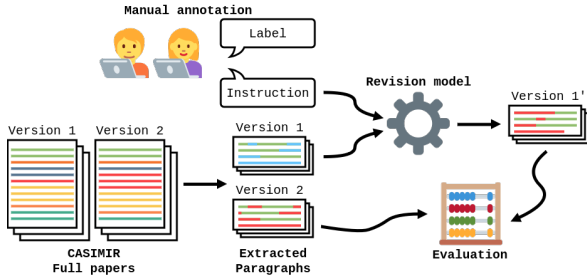 Manual annotation
Label
Instruction
Revision model
Version 1'
Version 1
Version 2
Version 1
Version 2
CASIMIR
Full papers
Extracted
Paragraphs
Evaluation